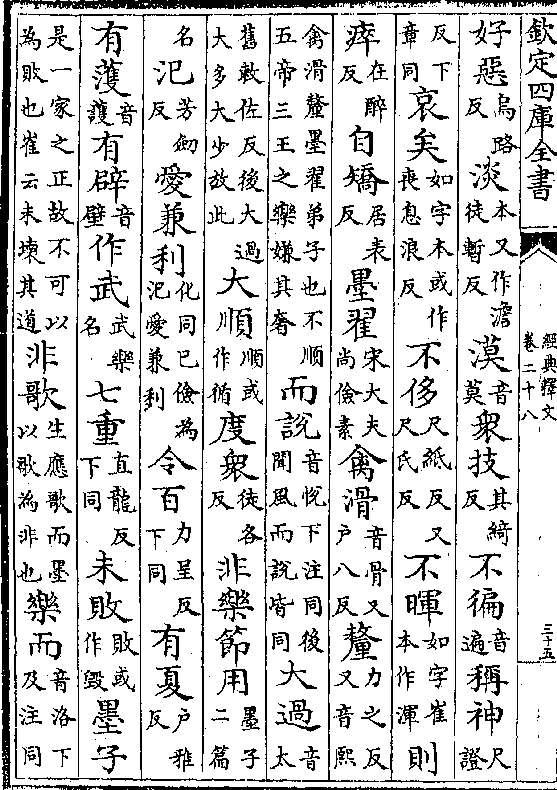 欽定四庫全書 經典釋文 卷二十八 三十五
好惡烏路反淡本又作澹徒暫反漠音莫衆技其綺反不徧音遍稱神尺證
反下章同哀矣如字本或作喪息浪反不侈尺紙反又尺氏反不暉如字崔本作渾則
瘁在醉反自矯居表反墨翟宋大夫尚儉素禽滑音骨又戶八反釐力之反又音熙
禽滑釐墨翟弟子也不順五帝三王之樂嫌其奢而說音悅下注同後聞風而說皆同大過音太
舊敕佐反後大過大多大少放此大順順或川作循度衆徒各反非樂節用墨子二篇
名氾芳劒反愛兼利化同已儉為氾愛兼利令百力呈反下同有夏戶雅反
有濩音護有辟音壁作武武樂名七重直龍反下同未敗敗或作毀墨子
是一家之正故不可以為敗也崔云未壞其道非歌生應歌而墨以歌為非也樂而音洛下及注同